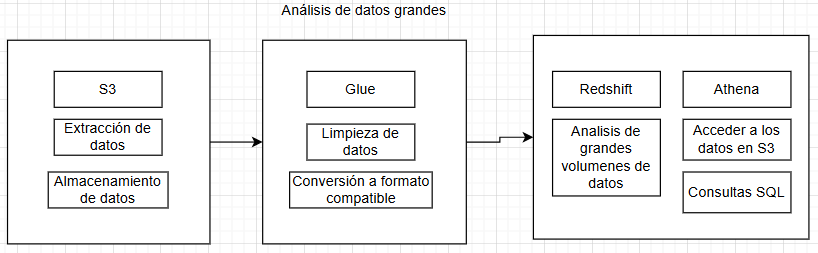 Análisis de datos grandes
S3
Extracción de
datos
Almacenamiento
de datos
Glue
Limpieza de
datos
Conversión a formato
compatible
Redshift
Analisis de
grandes
volumenes de
datos
Athena
Acceder a los
datos en S3
Consultas SQL